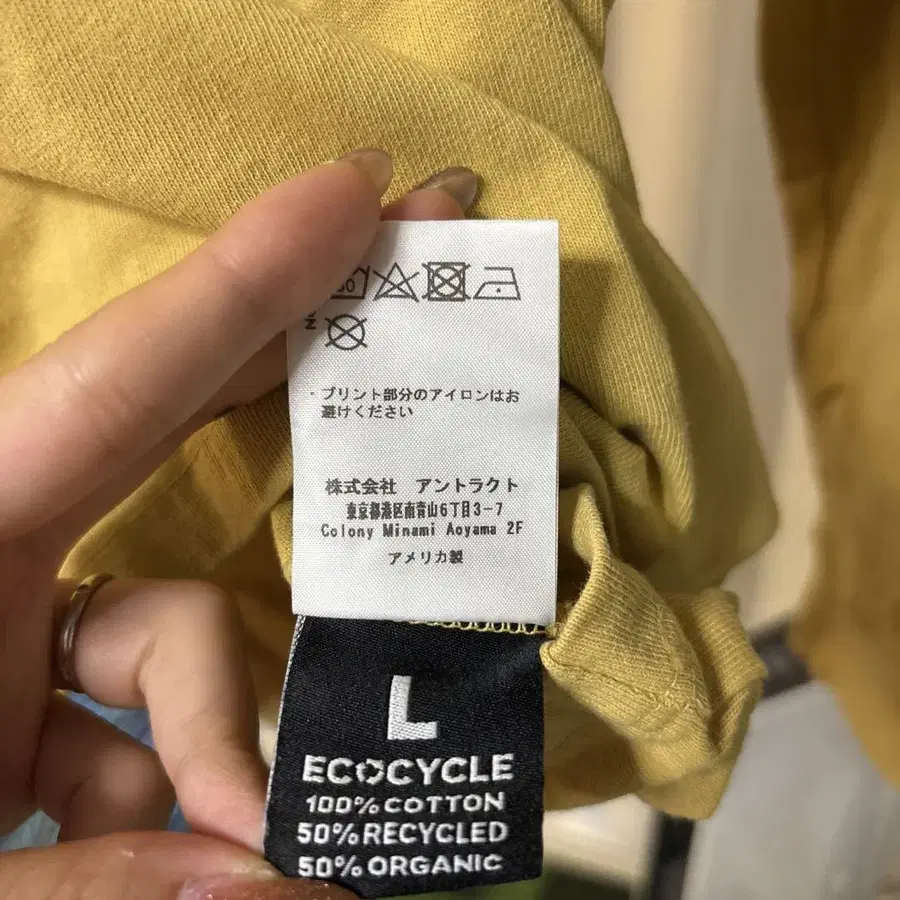 ・プリント部分のアイロンはお
避けください
株式会社 アントラクト
東京都港区南青山6丁目3-7
Colony Minami Aoyama 2F
アメリカ製
L
ECOCYCLE
100% COTTON
50% RECYCLED
50% ORGANIC